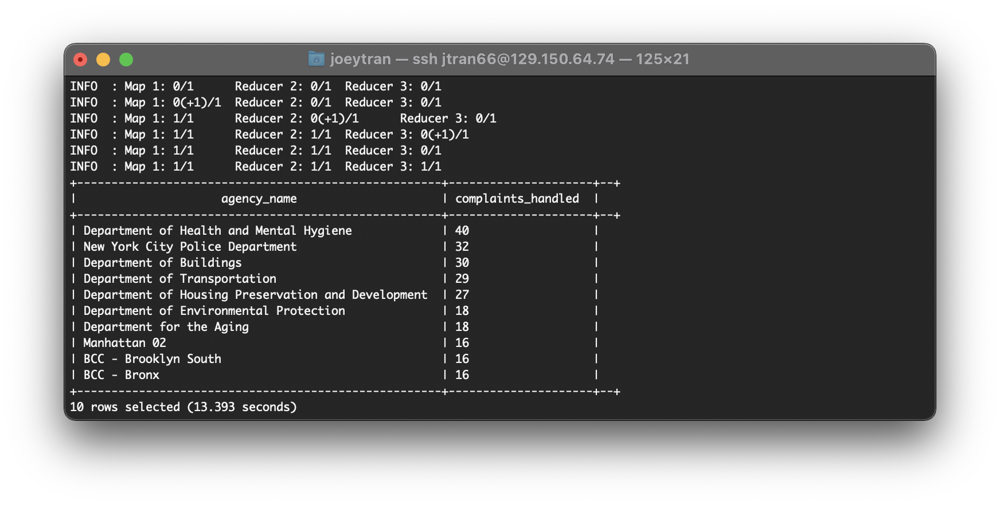 joeytran — ssh jtran66@129.150.64.74 — 125×21
INFO  : Map 1: 0/1      Reducer 2: 0/1  Reducer 3: 0/1
INFO  : Map 1: 0(+1)/1  Reducer 2: 0/1  Reducer 3: 0/1
INFO  : Map 1: 1/1      Reducer 2: 0(+1)/1      Reducer 3: 0/1
INFO  : Map 1: 1/1      Reducer 2: 1/1  Reducer 3: 0(+1)/1
INFO  : Map 1: 1/1      Reducer 2: 1/1  Reducer 3: 0/1
INFO  : Map 1: 1/1      Reducer 2: 1/1  Reducer 3: 1/1
+-----------------------------------------------------+---------------------+--+
|                     agency_name                     | complaints_handled  |
+-----------------------------------------------------+---------------------+--+
| Department of Health and Mental Hygiene             | 40                  |
| New York City Police Department                     | 32                  |
| Department of Buildings                             | 30                  |
| Department of Transportation                        | 29                  |
| Department of Housing Preservation and Development  | 27                  |
| Department of Environmental Protection              | 18                  |
| Department for the Aging                            | 18                  |
| Manhattan 02                                        | 16                  |
| BCC - Brooklyn South                                | 16                  |
| BCC - Bronx                                         | 16                  |
+-----------------------------------------------------+---------------------+--+
10 rows selected (13.393 seconds)